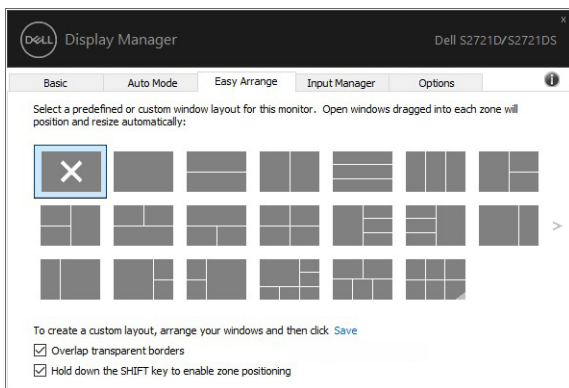 DELL Display Manager
Dell S2721D/S2721DS
x
Basic
Auto Mode
Easy Arrange
Input Manager
Options
i
Select a predefined or custom window layout for this monitor. Open windows dragged into each zone will
position and resize automatically:
>
To create a custom layout, arrange your windows and then click Save
Overlap transparent borders
Hold down the SHIFT key to enable zone positioning